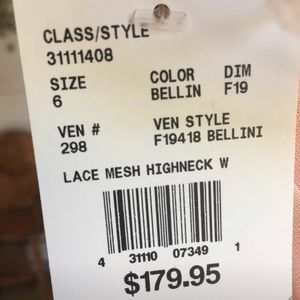 CLASS/STYLE
31111408
SIZE COLOR DIM
6 BELLIN F19
VEN # VEN STYLE
298 F19418 BELLINI
LACE MESH HIGHNECK W
4 31110 07349 1
$179.95